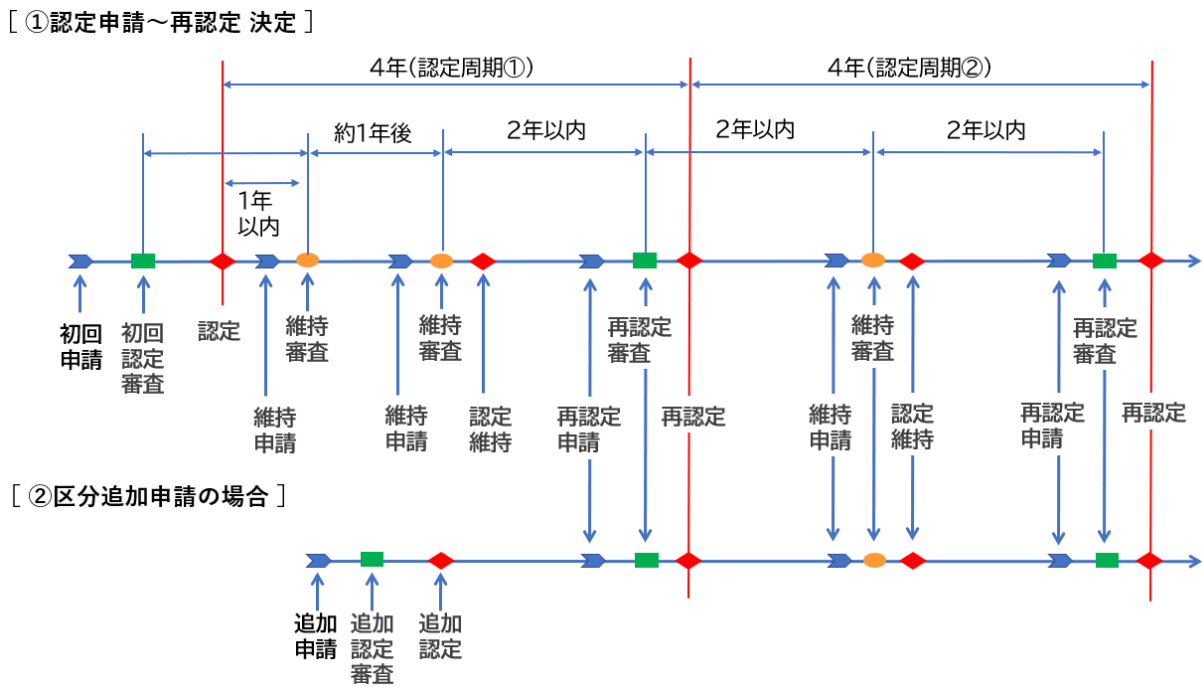 [ ①認定申請～再認定 決定 ]
4年(認定周期①)
4年(認定周期②)
約1年後
2年以内
2年以内
2年以内
1年
以内
初回
申請
初回
認定
審査
認定
維持
審査
維持
審査
再認定
審査
維持
審査
再認定
審査
維持
申請
維持
申請
認定
維持
再認定
申請
再認定
維持
申請
認定
維持
再認定
申請
再認定
[ ②区分追加申請の場合 ]
追加
申請
追加
認定
審査
追加
認定